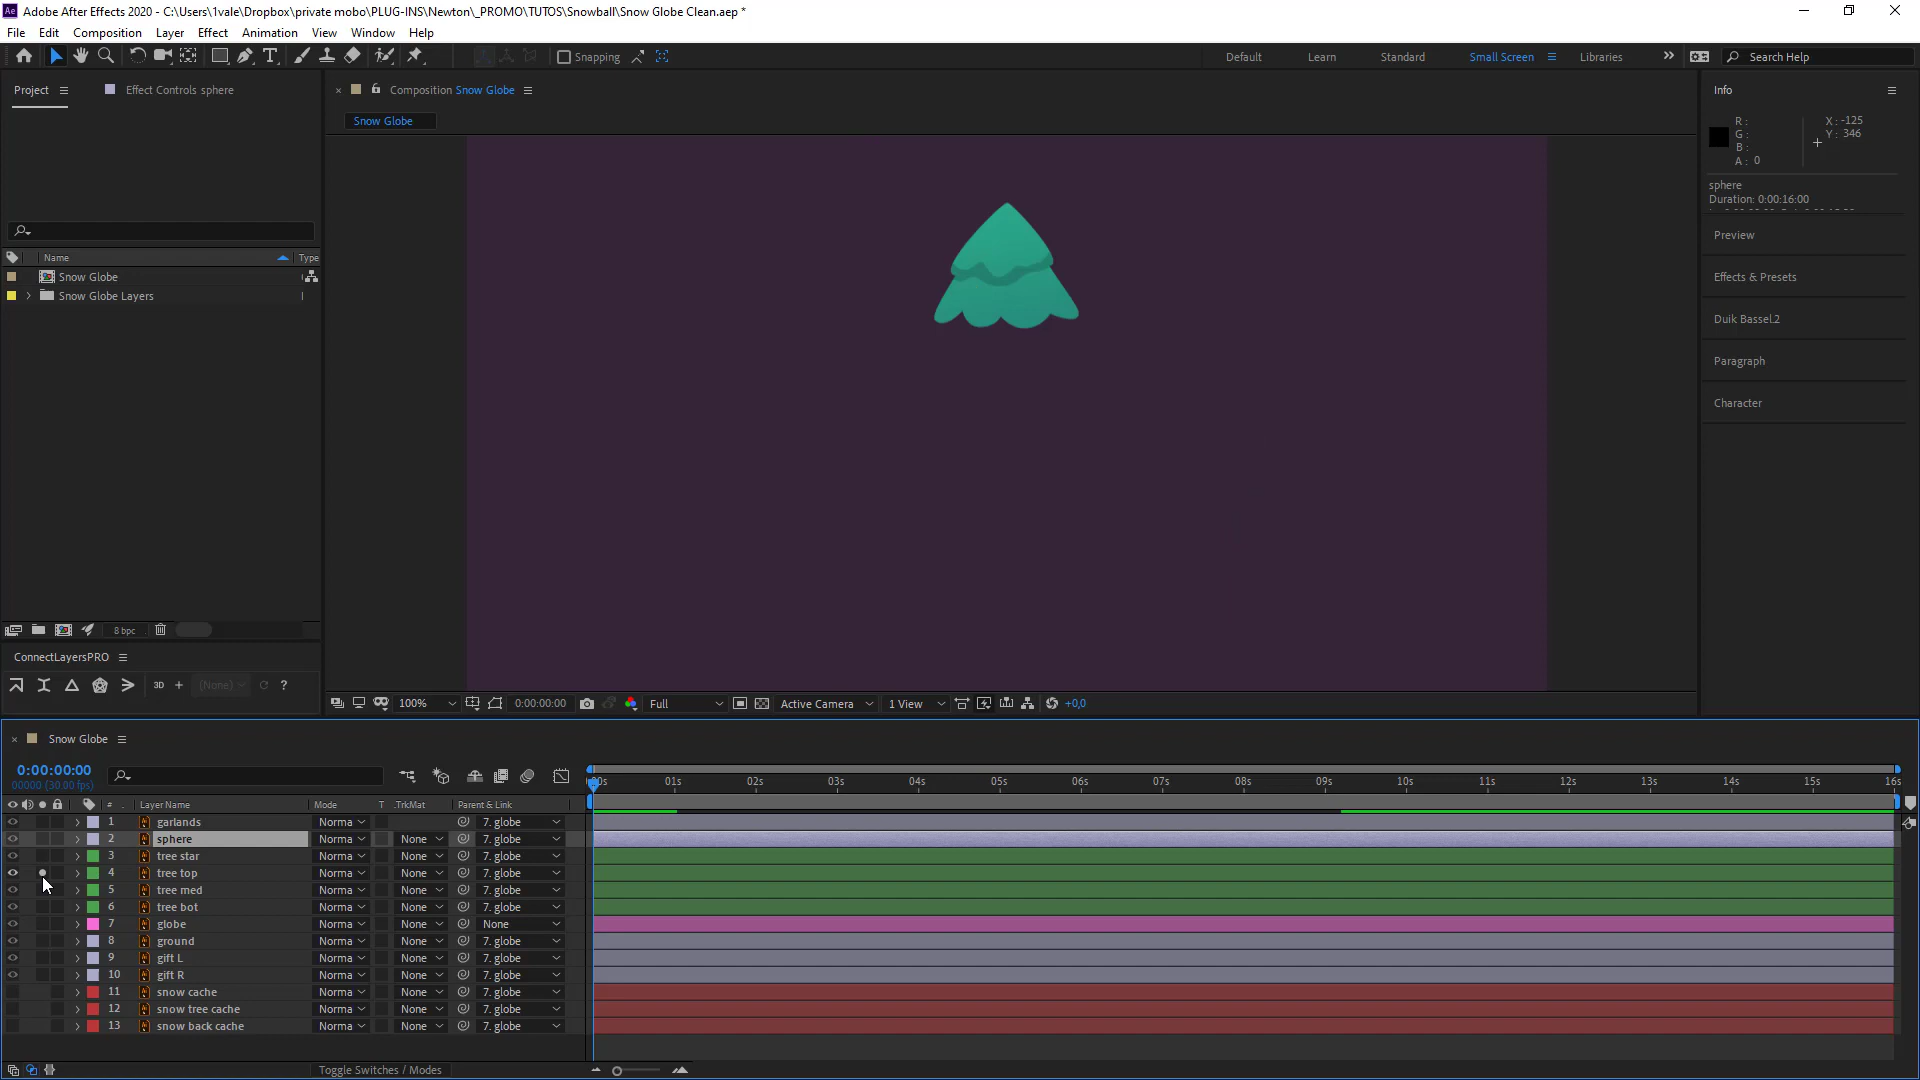 Adobe After Effects 2020 - C:\Users\1vale\Dropbox\private mobo\PLUG-INS\Newton\_PROMO\TUTOS\Snowball\Snow Globe Clean.aep *
File Edit Composition Layer Effect Animation View Window Help
Snapping
Default Learn Standard Small Screen Libraries
Search Help
Project
Effect Controls sphere
Composition Snow Globe
Snow Globe
Info
R :
G :
B :
A : 0
X : -125
Y : 346
sphere
Duration: 0:00:16:00
Preview
Effects & Presets
Duik Bassel.2
Paragraph
Character
Name Type
Snow Globe
Snow Globe Layers
8 bpc
ConnectLayersPRO
3D + (None) ?
100% 0:00:00:00 Full Active Camera 1 View +0,0
Snow Globe
0:00:00:00
00000 (30.00 fps)
:00s 01s 02s 03s 04s 05s 06s 07s 08s 09s 10s 11s 12s 13s 14s 15s 16s
# Layer Name Mode T .TrkMat Parent & Link
1 garlands Norma 7. globe
2 sphere Norma None 7. globe
3 tree star Norma None 7. globe
4 tree top Norma None 7. globe
5 tree med Norma None 7. globe
6 tree bot Norma None 7. globe
7 globe Norma None None
8 ground Norma None 7. globe
9 gift L Norma None 7. globe
10 gift R Norma None 7. globe
11 snow cache Norma None 7. globe
12 snow tree cache Norma None 7. globe
13 snow back cache Norma None 7. globe
Toggle Switches / Modes